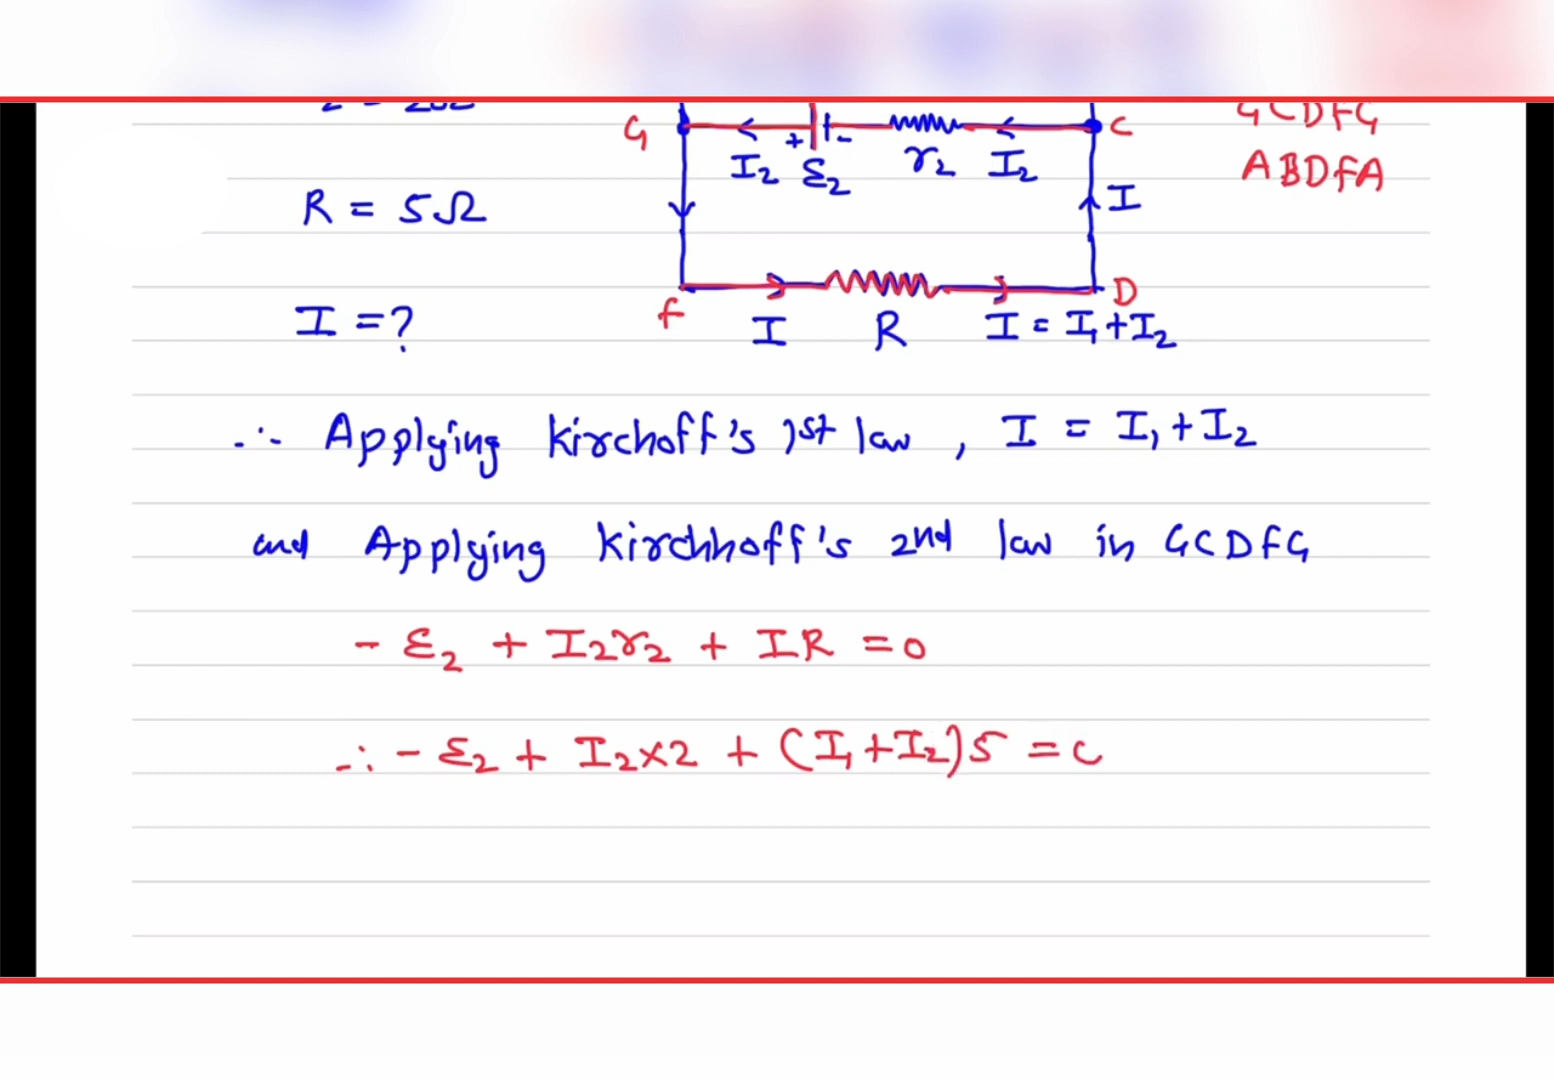 G C GCDFG
I₂ + - ε₂ r₂ I₂ ABDFA
R = 5Ω I
F D
I = ? I R I = I₁+I₂
∴ Applying Kirchoff's 1st law , I = I₁+I₂
and Applying Kirchhoff's 2nd law in GCDFG
- ε₂ + I₂r₂ + IR = 0
∴ - ε₂ + I₂×2 + (I₁+I₂)5 = c